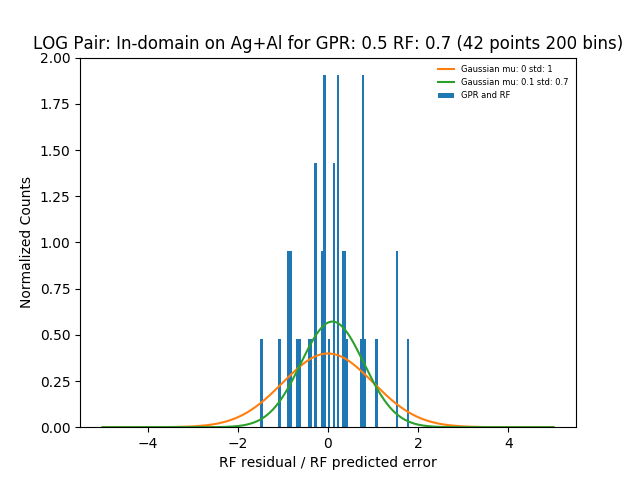 LOG Pair: In-domain on Ag+Al for GPR: 0.5 RF: 0.7 (42 points 200 bins)
Gaussian mu: 0 std: 1
Gaussian mu: 0.1 std: 0.7
GPR and RF
Normalized Counts
2.00
1.75
1.50
1.25
1.00
0.75
0.50
0.25
0.00
−4 −2 0 2 4
RF residual / RF predicted error